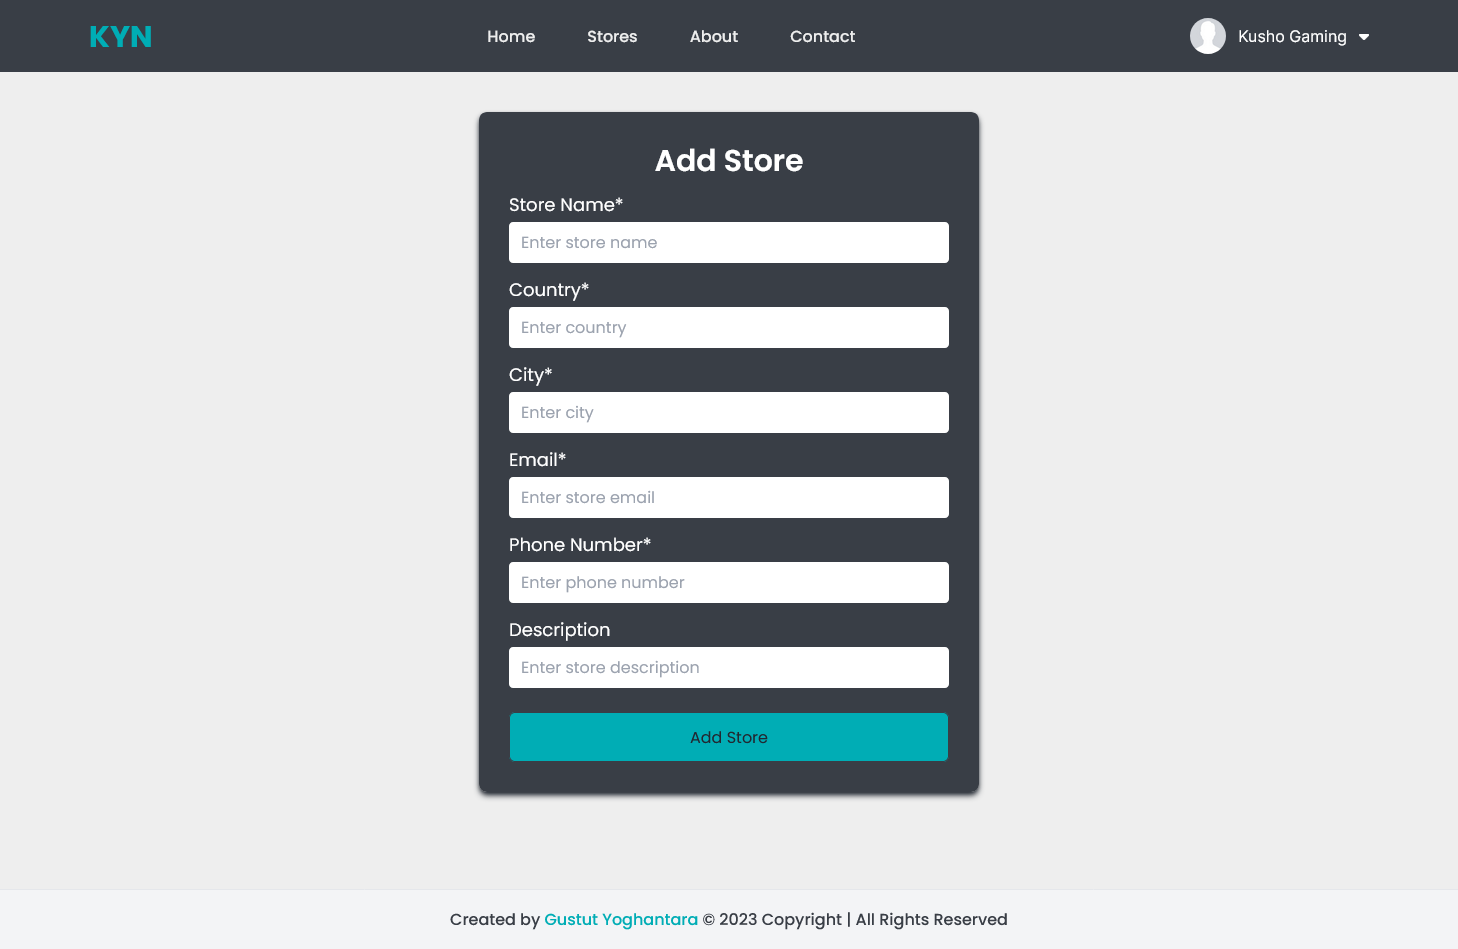 KYN
Home Stores About Contact
Kusho Gaming
Add Store
Store Name*
Enter store name
Country*
Enter country
City*
Enter city
Email*
Enter store email
Phone Number*
Enter phone number
Description
Enter store description
Add Store
Created by Gustut Yoghantara © 2023 Copyright | All Rights Reserved